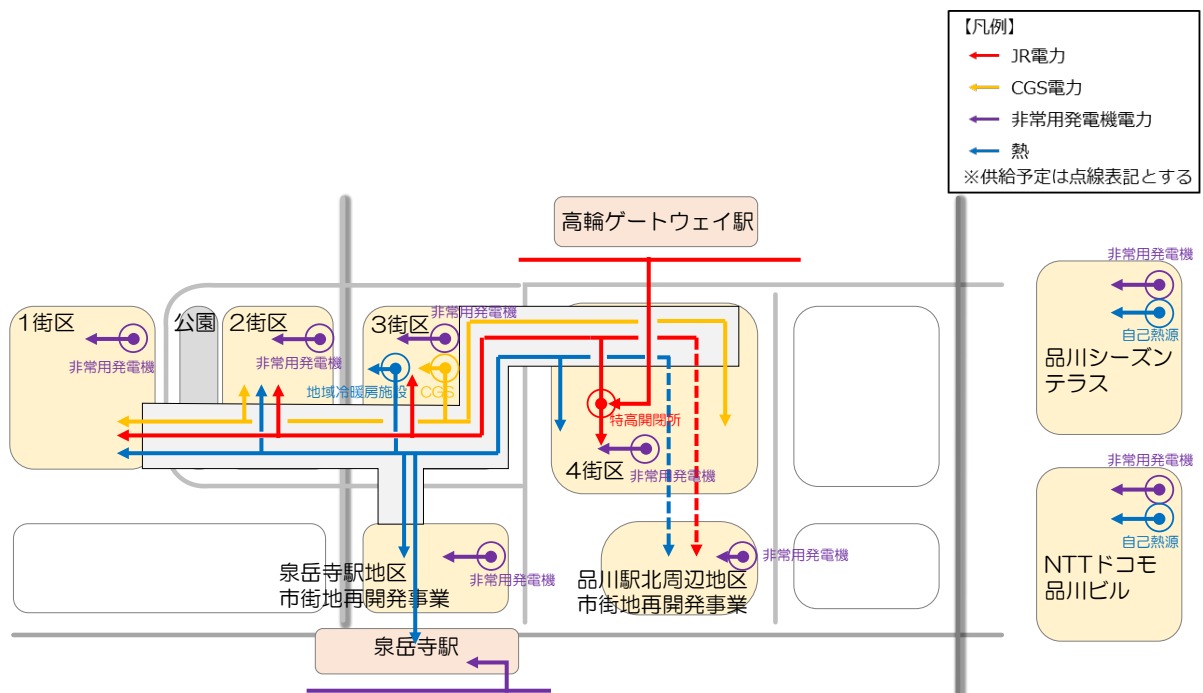 【凡例】
JR電力
CGS電力
非常用発電機電力
熱
※供給予定は点線表記とする
高輪ゲートウェイ駅
非常用発電機
自己熱源
品川シーズン
テラス
1街区
非常用発電機
公園
2街区
非常用発電機
3街区
非常用発電機
地域冷暖房施設
CGS
特高開閉所
4街区
非常用発電機
非常用発電機
自己熱源
NTTドコモ
品川ビル
泉岳寺駅地区
市街地再開発事業
非常用発電機
品川駅北周辺地区
市街地再開発事業
非常用発電機
泉岳寺駅